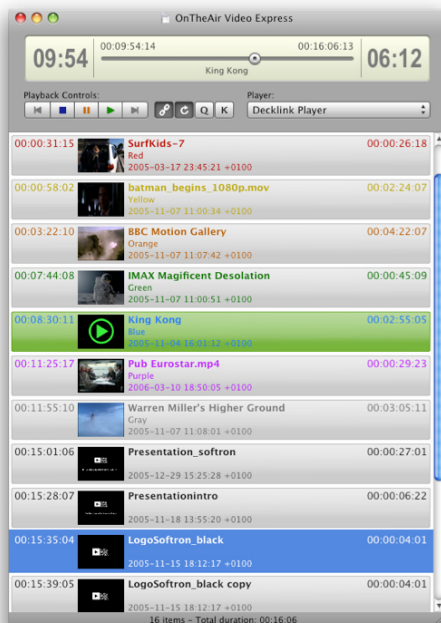 OnTheAir Video Express
09:54
00:09:54:14
00:16:06:13
King Kong
06:12
Playback Controls:
Player:
Q
K
Decklink Player
00:00:31:15 SurfKids-7 00:00:26:18
Red
2005-03-17 23:45:21 +0100
00:00:58:02 batman_begins_1080p.mov 00:02:24:07
Yellow
2005-11-07 11:00:34 +0100
00:03:22:10 BBC Motion Gallery 00:04:22:07
Orange
2005-11-07 11:07:42 +0100
00:07:44:08 IMAX Magificent Desolation 00:00:45:09
Green
2005-11-07 11:00:51 +0100
00:08:30:11 King Kong 00:02:55:05
Blue
2005-11-04 16:01:12 +0100
00:11:25:17 Pub Eurostar.mp4 00:00:29:23
Purple
2006-03-10 18:50:05 +0100
00:11:55:10 Warren Miller's Higher Ground 00:03:05:11
Gray
2005-11-07 11:08:01 +0100
00:15:01:06 Presentation_softron 00:00:27:01
2005-12-29 15:25:28 +0100
00:15:28:07 Presentationintro 00:00:06:22
2005-11-18 13:55:20 +0100
00:15:35:04 LogoSoftron_black 00:00:04:01
2005-11-15 18:12:17 +0100
00:15:39:05 LogoSoftron_black copy 00:00:04:01
2005-11-15 18:12:17 +0100
16 items - Total duration: 00:16:06